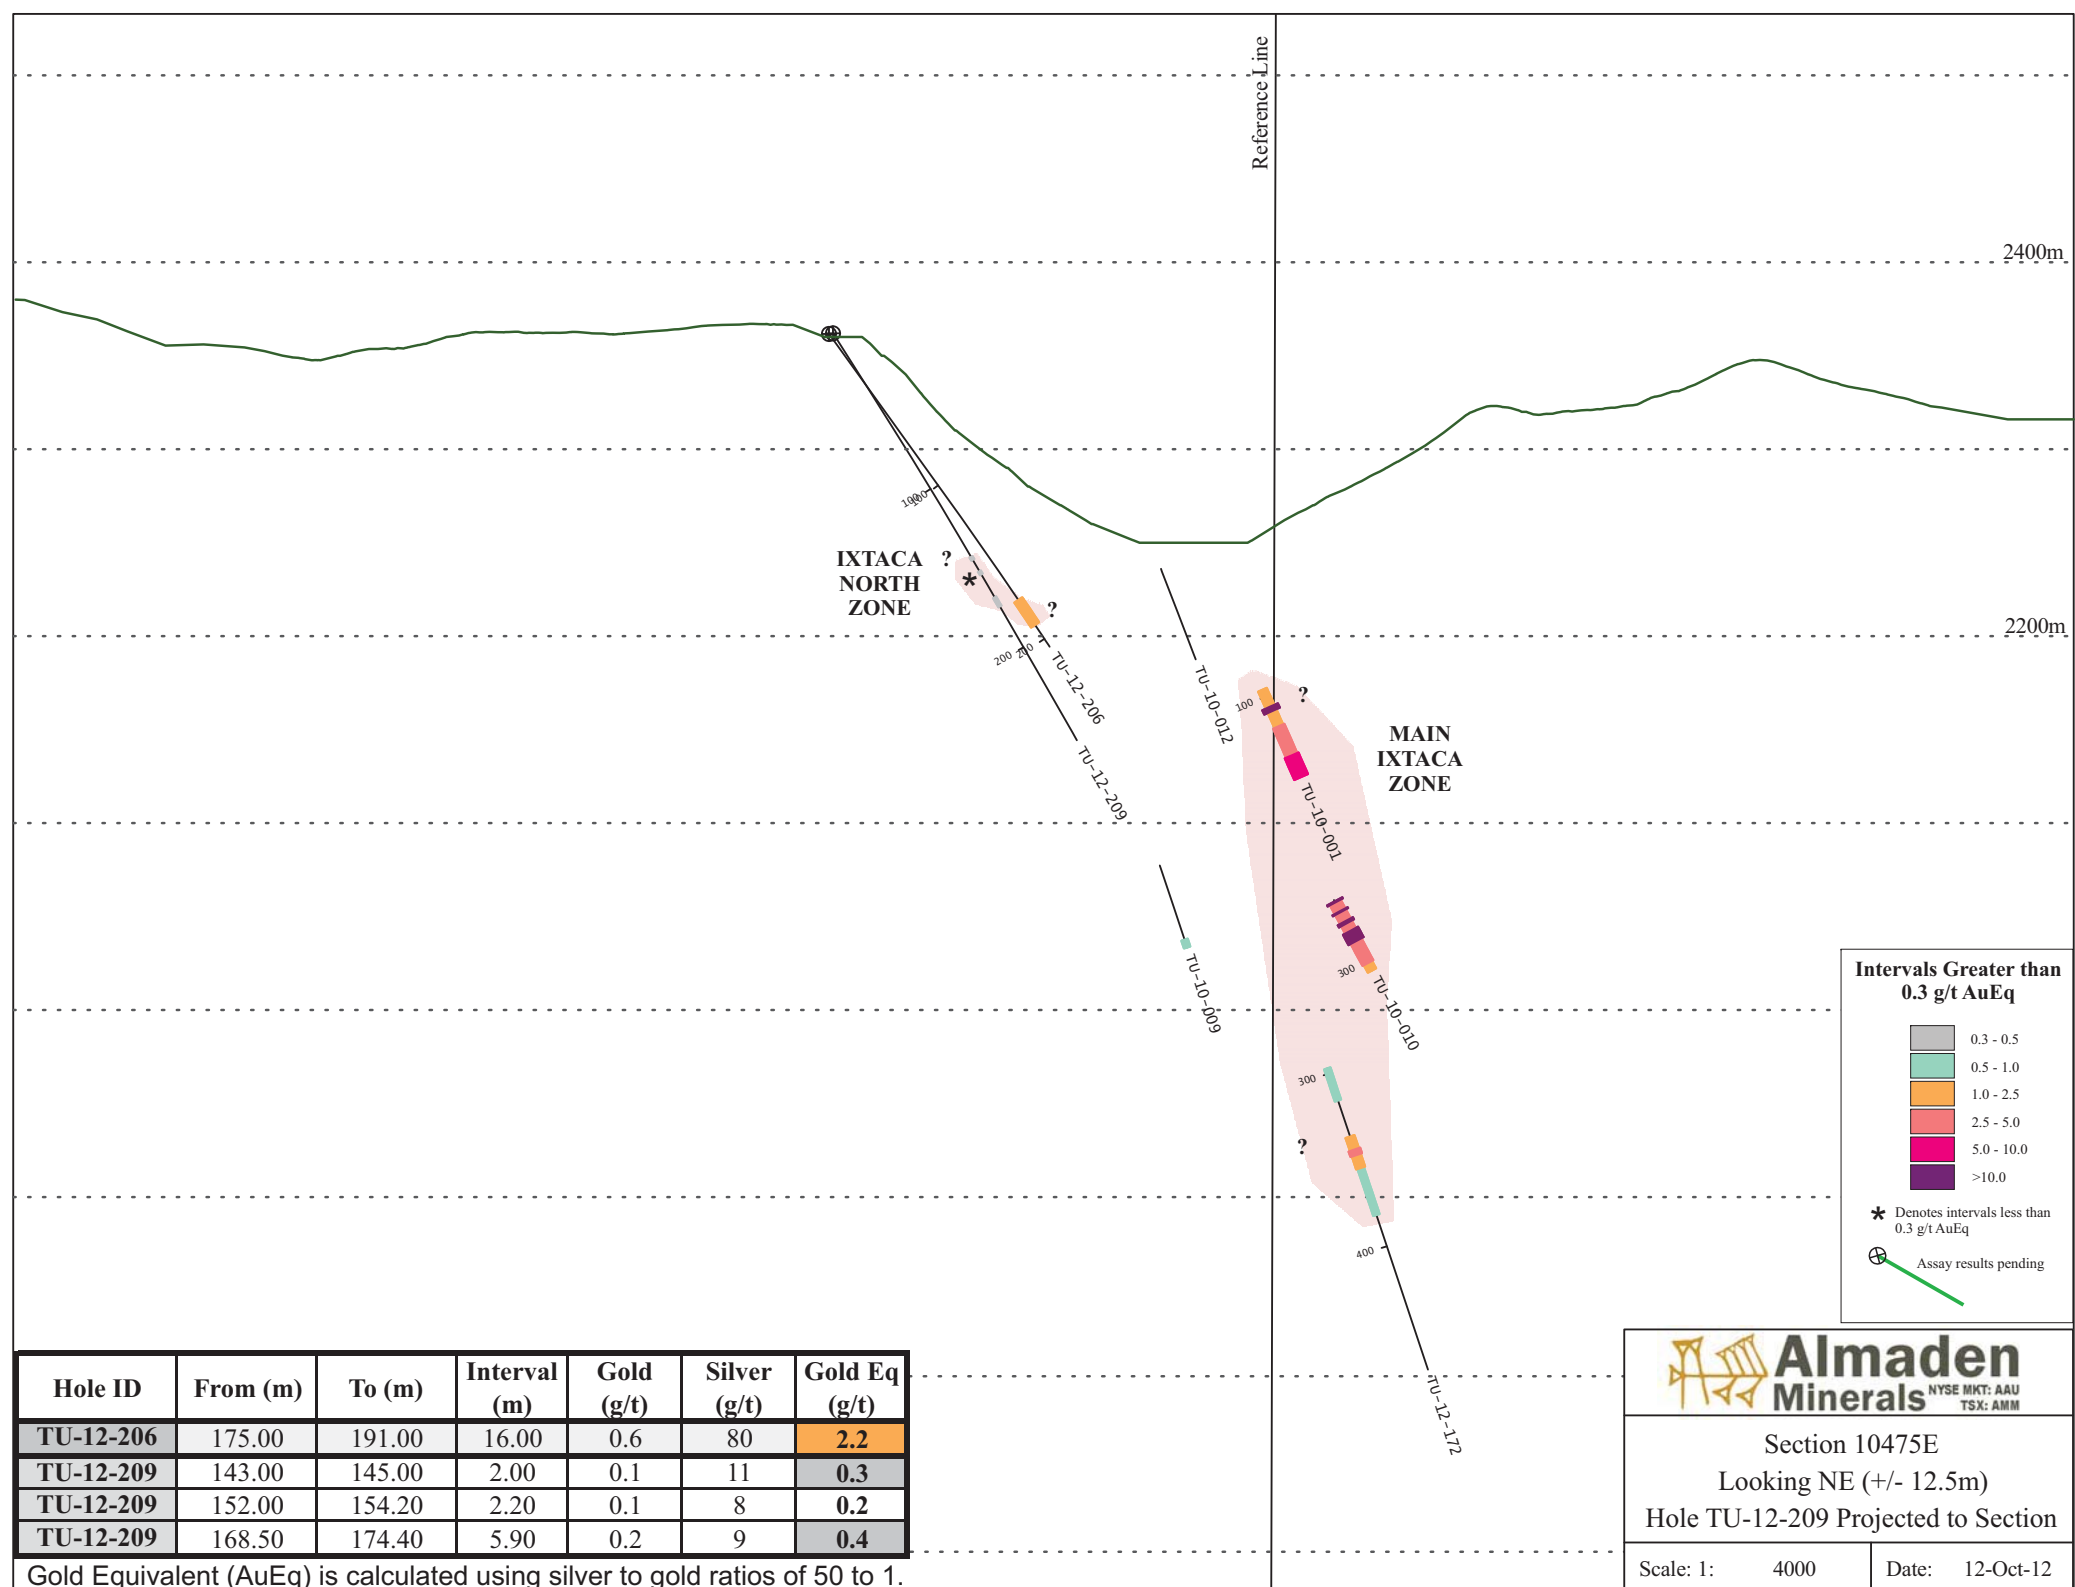 Reference Line
2400m
100
100
IXTACA
NORTH
ZONE
?
*
?
2200m
200
200
TU-12-206
TU-12-209
TU-10-012
100
?
MAIN
IXTACA
ZONE
TU-10-001
TU-10-009
300
TU-10-010
300
?
400
TU-12-172
Intervals Greater than
0.3 g/t AuEq
0.3 - 0.5
0.5 - 1.0
1.0 - 2.5
2.5 - 5.0
5.0 - 10.0
>10.0
* Denotes intervals less than
0.3 g/t AuEq
Assay results pending
Hole ID From (m) To (m) Interval (m) Gold (g/t) Silver (g/t) Gold Eq (g/t)
TU-12-206 175.00 191.00 16.00 0.6 80 2.2
TU-12-209 143.00 145.00 2.00 0.1 11 0.3
TU-12-209 152.00 154.20 2.20 0.1 8 0.2
TU-12-209 168.50 174.40 5.90 0.2 9 0.4
Gold Equivalent (AuEq) is calculated using silver to gold ratios of 50 to 1.
Almaden
Minerals NYSE MKT: AAU
TSX: AMM
Section 10475E
Looking NE (+/- 12.5m)
Hole TU-12-209 Projected to Section
Scale: 1: 4000 Date: 12-Oct-12